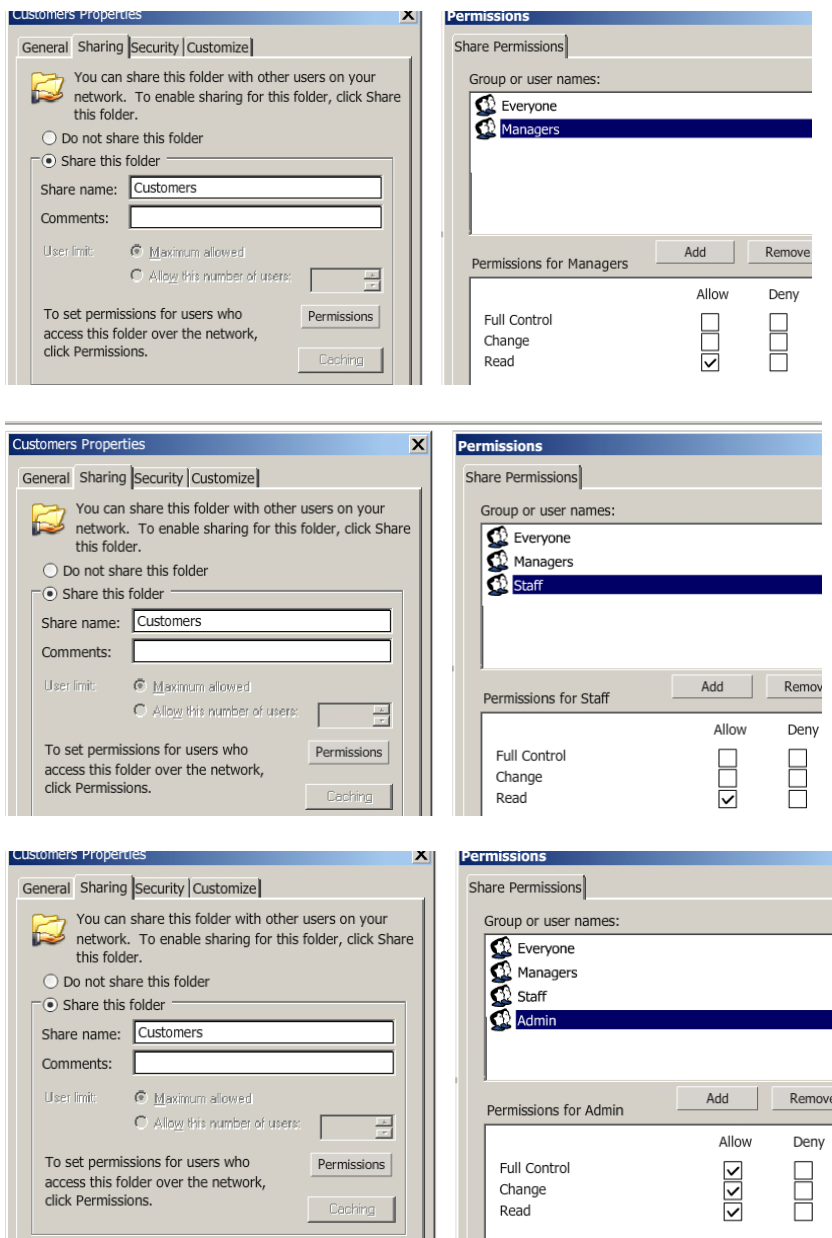 Customers Properties
General Sharing Security Customize
You can share this folder with other users on your
network. To enable sharing for this folder, click Share
this folder.
Do not share this folder
Share this folder
Share name: Customers
Comments:
User limit: Maximum allowed
Allow this number of users:
To set permissions for users who
access this folder over the network,
click Permissions.
Permissions
Caching
Permissions
Share Permissions
Group or user names:
Everyone
Managers
Add Remove
Permissions for Managers
Allow Deny
Full Control
Change
Read
Customers Properties
General Sharing Security Customize
You can share this folder with other users on your
network. To enable sharing for this folder, click Share
this folder.
Do not share this folder
Share this folder
Share name: Customers
Comments:
User limit: Maximum allowed
Allow this number of users:
To set permissions for users who
access this folder over the network,
click Permissions.
Permissions
Caching
Permissions
Share Permissions
Group or user names:
Everyone
Managers
Staff
Add Remov
Permissions for Staff
Allow Deny
Full Control
Change
Read
Customers Properties
General Sharing Security Customize
You can share this folder with other users on your
network. To enable sharing for this folder, click Share
this folder.
Do not share this folder
Share this folder
Share name: Customers
Comments:
User limit: Maximum allowed
Allow this number of users:
To set permissions for users who
access this folder over the network,
click Permissions.
Permissions
Caching
Permissions
Share Permissions
Group or user names:
Everyone
Managers
Staff
Admin
Add Remove
Permissions for Admin
Allow Deny
Full Control
Change
Read